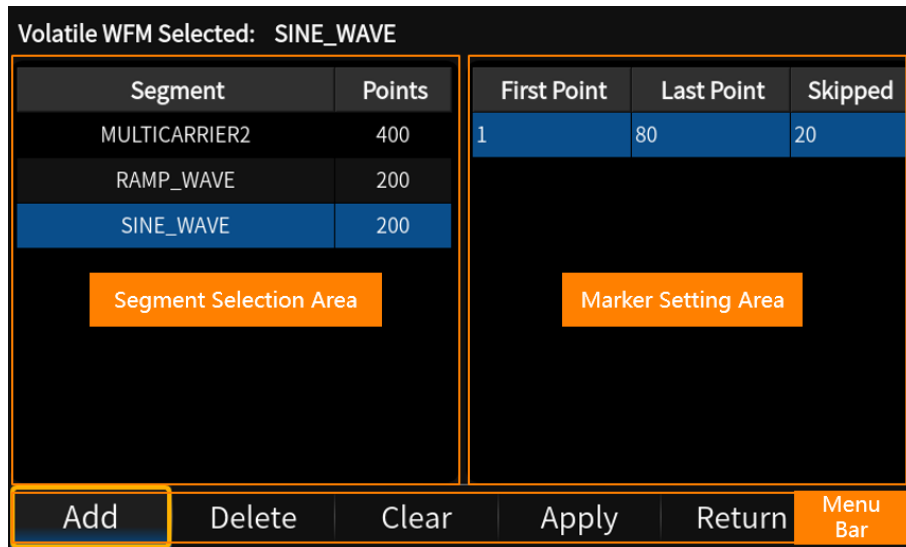 Volatile WFM Selected: SINE_WAVE
Segment Points First Point Last Point Skipped
MULTICARRIER2 400 1 80 20
RAMP_WAVE 200
SINE_WAVE 200
Segment Selection Area Marker Setting Area
Add Delete Clear Apply Return Menu
Bar